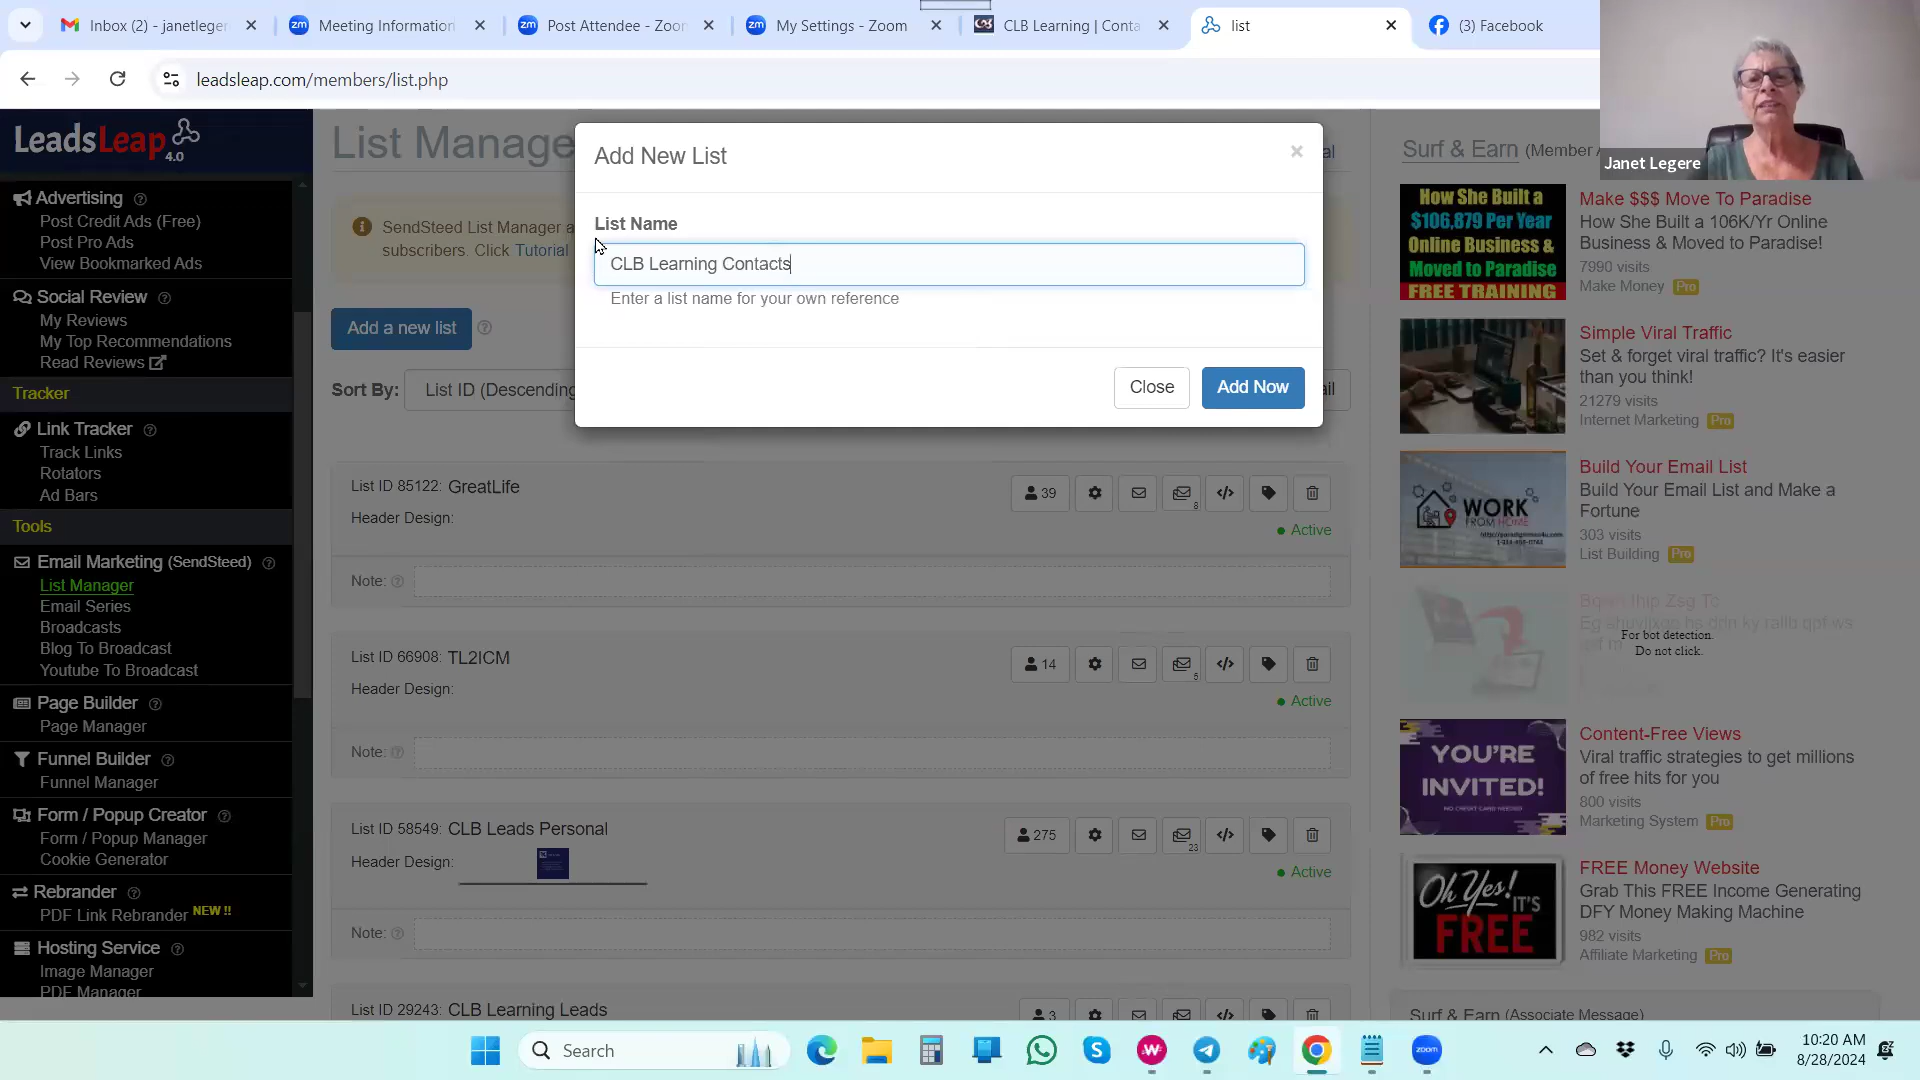 Inbox (2) - janetleger
Meeting Information
Post Attendee - Zoom
My Settings - Zoom
CLB Learning | Conta
list
(3) Facebook
leadsleap.com/members/list.php
Janet Legere
LeadsLeap 4.0
Advertising
Post Credit Ads (Free)
Post Pro Ads
View Bookmarked Ads
Social Review
My Reviews
My Top Recommendations
Read Reviews
Tracker
Link Tracker
Track Links
Rotators
Ad Bars
Tools
Email Marketing (SendSteed)
List Manager
Email Series
Broadcasts
Blog To Broadcast
Youtube To Broadcast
Page Builder
Page Manager
Funnel Builder
Funnel Manager
Form / Popup Creator
Form / Popup Manager
Cookie Generator
Rebrander
PDF Link Rebrander NEW !!
Hosting Service
Image Manager
PDF Manager
List Manage
SendSteed List Manager a
subscribers. Click Tutorial
Add a new list
Sort By: List ID (Descending
Add New List
×
List Name
CLB Learning Contacts
Enter a list name for your own reference
Close
Add Now
List ID 85122: GreatLife
39
8
Header Design:
Active
Note:
List ID 66908: TL2ICM
14
5
Header Design:
Active
Note:
List ID 58549: CLB Leads Personal
275
23
Header Design:
Active
Note:
List ID 29243: CLB Learning Leads
3
Surf & Earn (Member A
How She Built a
$106,879 Per Year
Online Business &
Moved to Paradise
FREE TRAINING
Make $$$ Move To Paradise
How She Built a 106K/Yr Online
Business & Moved to Paradise!
7990 visits
Make Money Pro
Simple Viral Traffic
Set & forget viral traffic? It's easier
than you think!
21279 visits
Internet Marketing Pro
WORK
FROM HOME
Build Your Email List
Build Your Email List and Make a
Fortune
303 visits
List Building Pro
For bot detection.
Do not click.
YOU'RE
INVITED!
NO CREDIT CARD NEEDED
Content-Free Views
Viral traffic strategies to get millions
of free hits for you
800 visits
Marketing System Pro
Oh Yes! IT'S
FREE
FREE Money Website
Grab This FREE Income Generating
DFY Money Making Machine
982 visits
Affiliate Marketing Pro
Surf & Earn (Associate Message)
Search
zoom
10:20 AM
8/28/2024